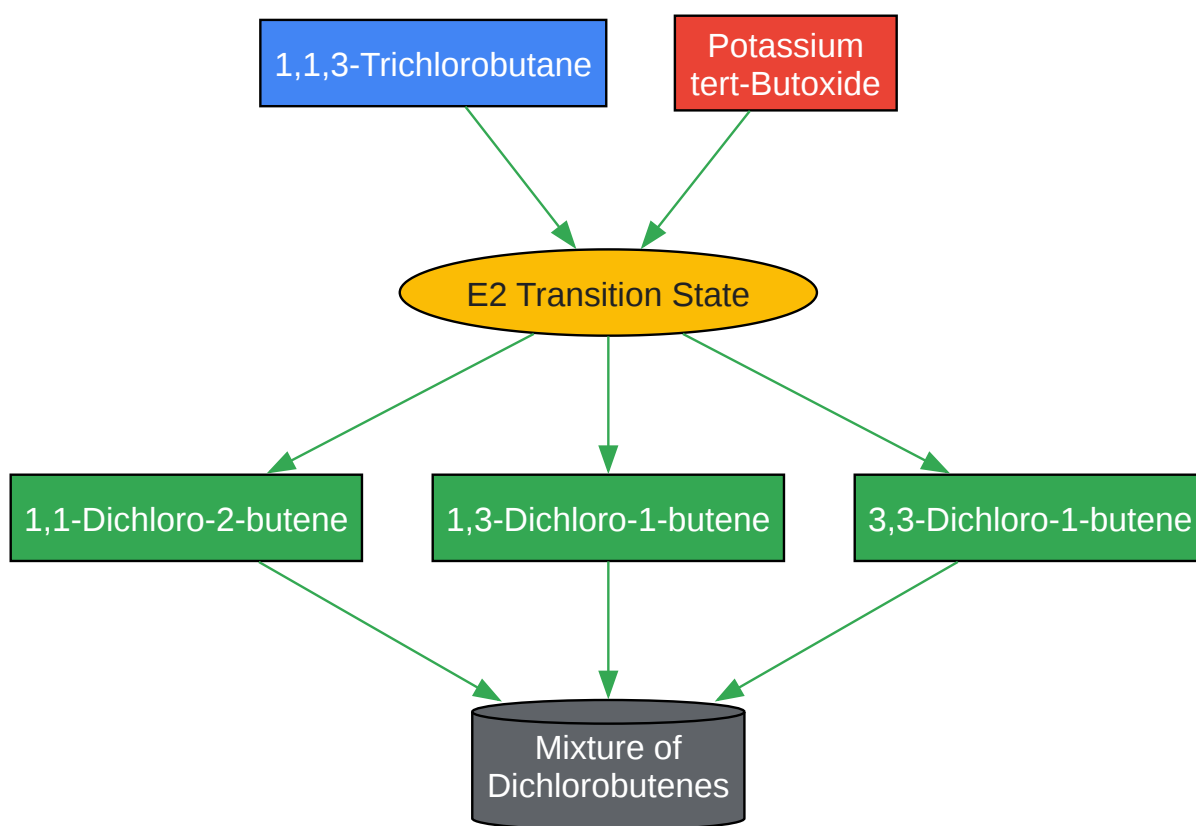 1,1,3-Trichlorobutane
Potassium
tert-Butoxide
E2 Transition State
1,1-Dichloro-2-butene
1,3-Dichloro-1-butene
3,3-Dichloro-1-butene
Mixture of
Dichlorobutenes